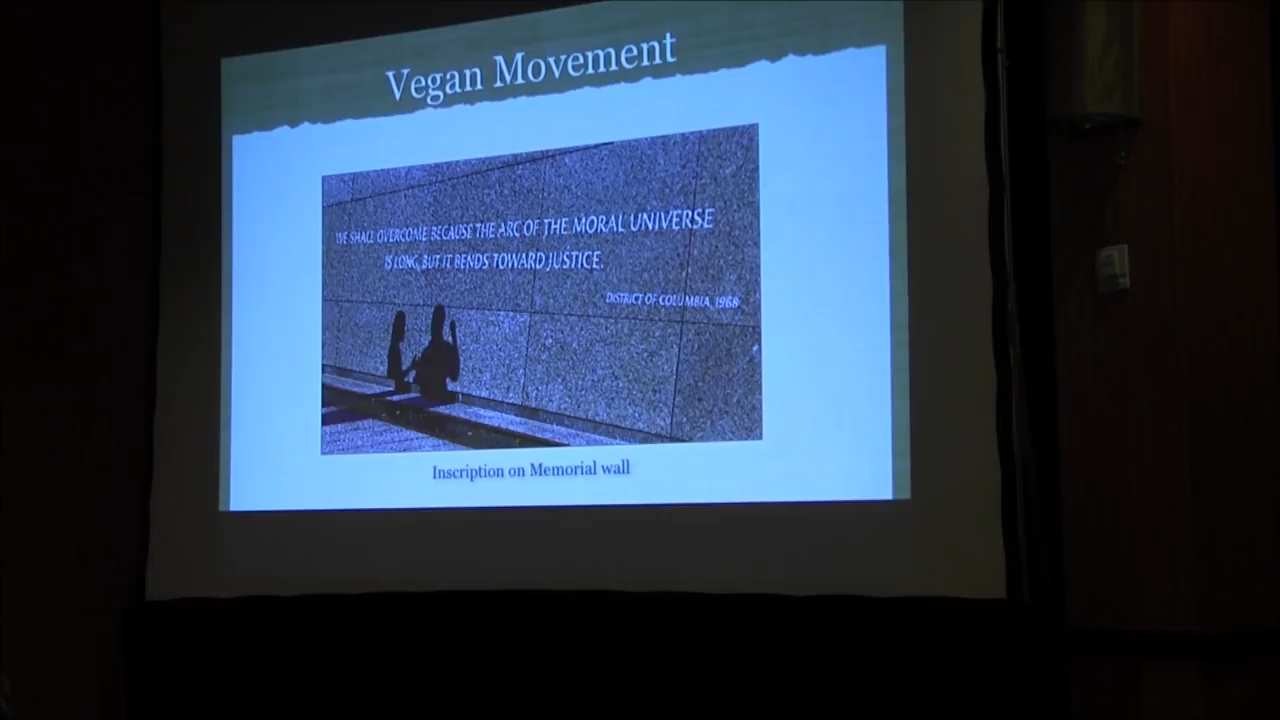 Vegan Movement
WE SHALL OVERCOME BECAUSE THE ARC OF THE MORAL UNIVERSE
IS LONG, BUT IT BENDS TOWARD JUSTICE.
DISTRICT OF COLUMBIA, 1968
Inscription on Memorial wall